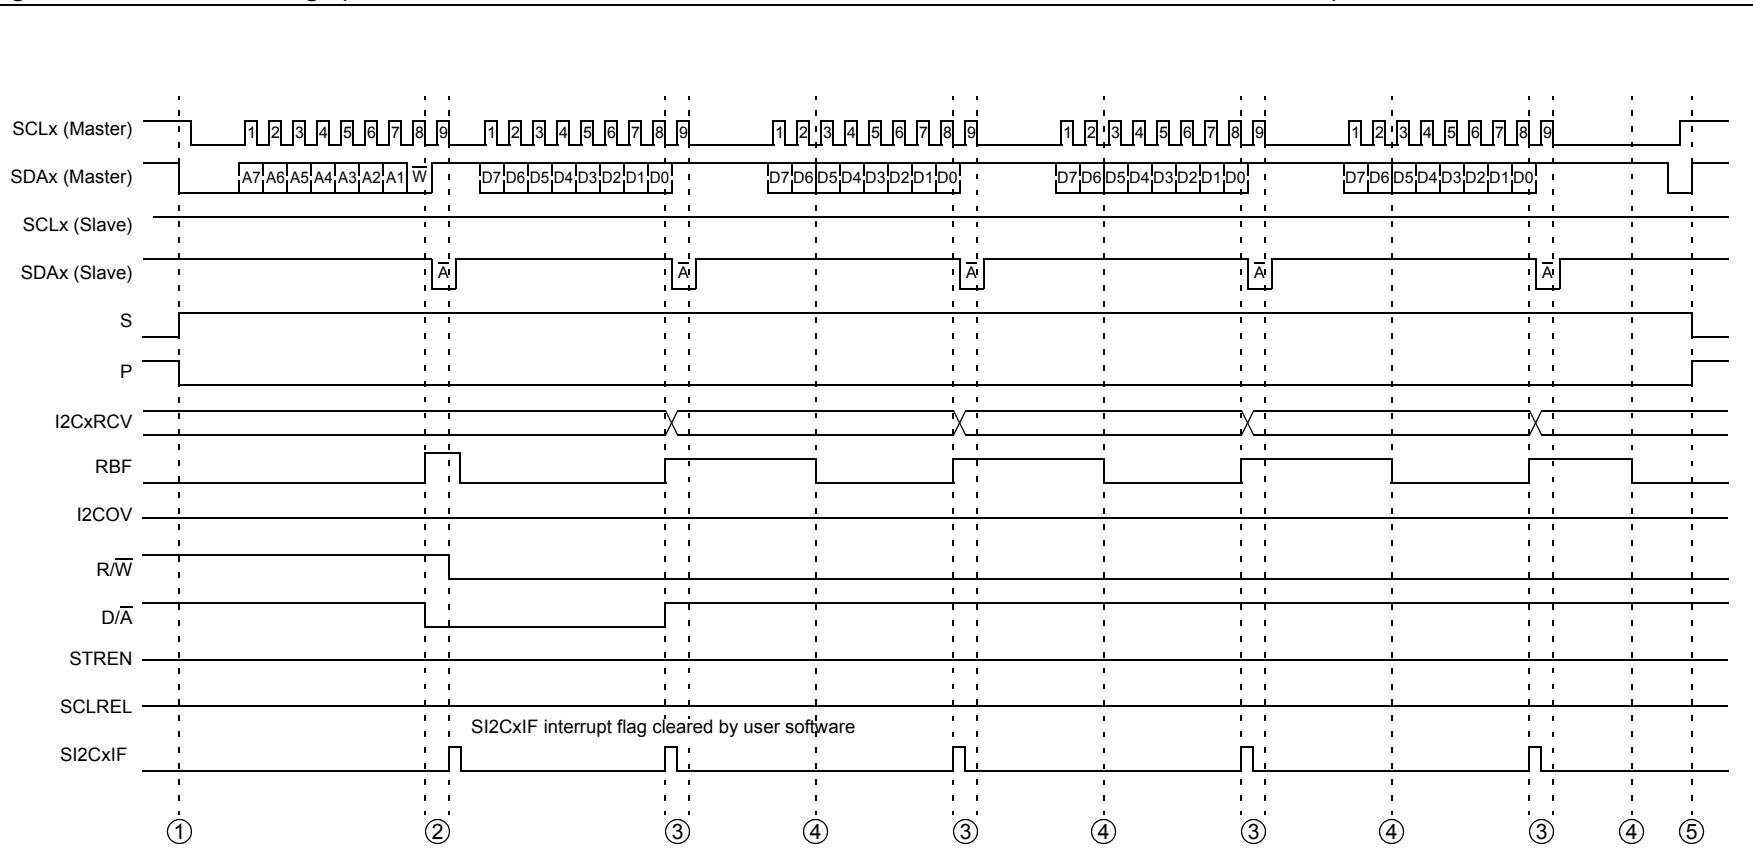 SCLx (Master) 1 2 3 4 5 6 7 8 9 1 2 3 4 5 6 7 8 9 1 2 3 4 5 6 7 8 9 1 2 3 4 5 6 7 8 9 1 2 3 4 5 6 7 8 9
SDAx (Master) A7 A6 A5 A4 A3 A2 A1 W̅ D7 D6 D5 D4 D3 D2 D1 D0 D7 D6 D5 D4 D3 D2 D1 D0 D7 D6 D5 D4 D3 D2 D1 D0 D7 D6 D5 D4 D3 D2 D1 D0
SCLx (Slave)
SDAx (Slave) A̅ A̅ A̅ A̅ A̅
S
P
I2CxRCV
RBF
I2COV
R/W̅
D/A̅
STREN
SCLREL
SI2CxIF interrupt flag cleared by user software
SI2CxIF
① ② ③ ④ ③ ④ ③ ④ ③ ④ ⑤